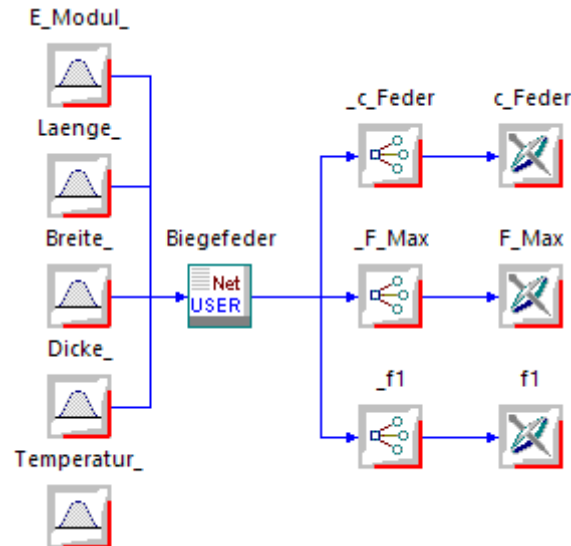 E_Modul_
Laenge_
_c_Feder
c_Feder
Breite_
Biegefeder
_F_Max
F_Max
Net
USER
Dicke_
_f1
f1
Temperatur_